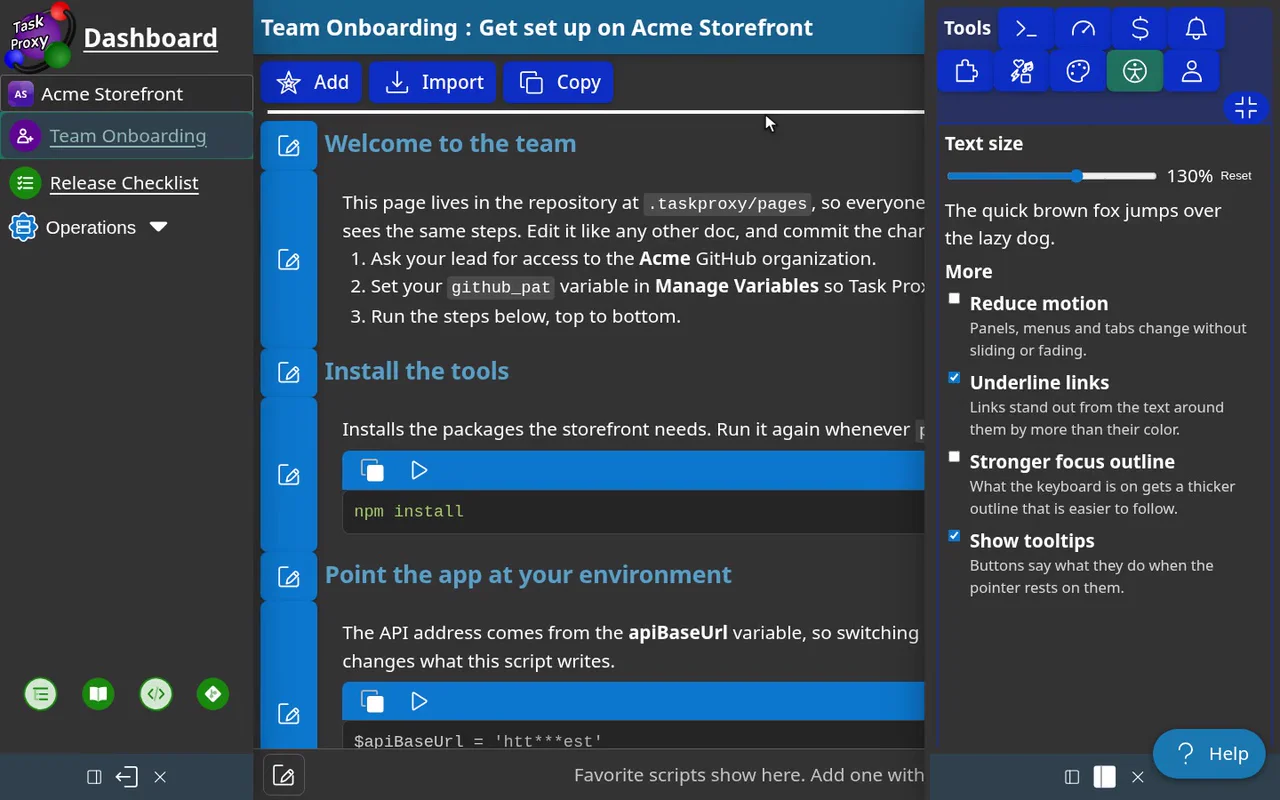 Task
Proxy
Dashboard
AS Acme Storefront
Team Onboarding
Release Checklist
Operations
Team Onboarding : Get set up on Acme Storefront
Add
Import
Copy
Welcome to the team
This page lives in the repository at .taskproxy/pages, so everyone
sees the same steps. Edit it like any other doc, and commit the char
1. Ask your lead for access to the Acme GitHub organization.
2. Set your github_pat variable in Manage Variables so Task Prox
3. Run the steps below, top to bottom.
Install the tools
Installs the packages the storefront needs. Run it again whenever p
npm install
Point the app at your environment
The API address comes from the apiBaseUrl variable, so switching
changes what this script writes.
$apiBaseUrl = 'htt***est'
Favorite scripts show here. Add one with
Tools
Text size
130% Reset
The quick brown fox jumps over
the lazy dog.
More
Reduce motion
Panels, menus and tabs change without
sliding or fading.
Underline links
Links stand out from the text around
them by more than their color.
Stronger focus outline
What the keyboard is on gets a thicker
outline that is easier to follow.
Show tooltips
Buttons say what they do when the
pointer rests on them.
? Help